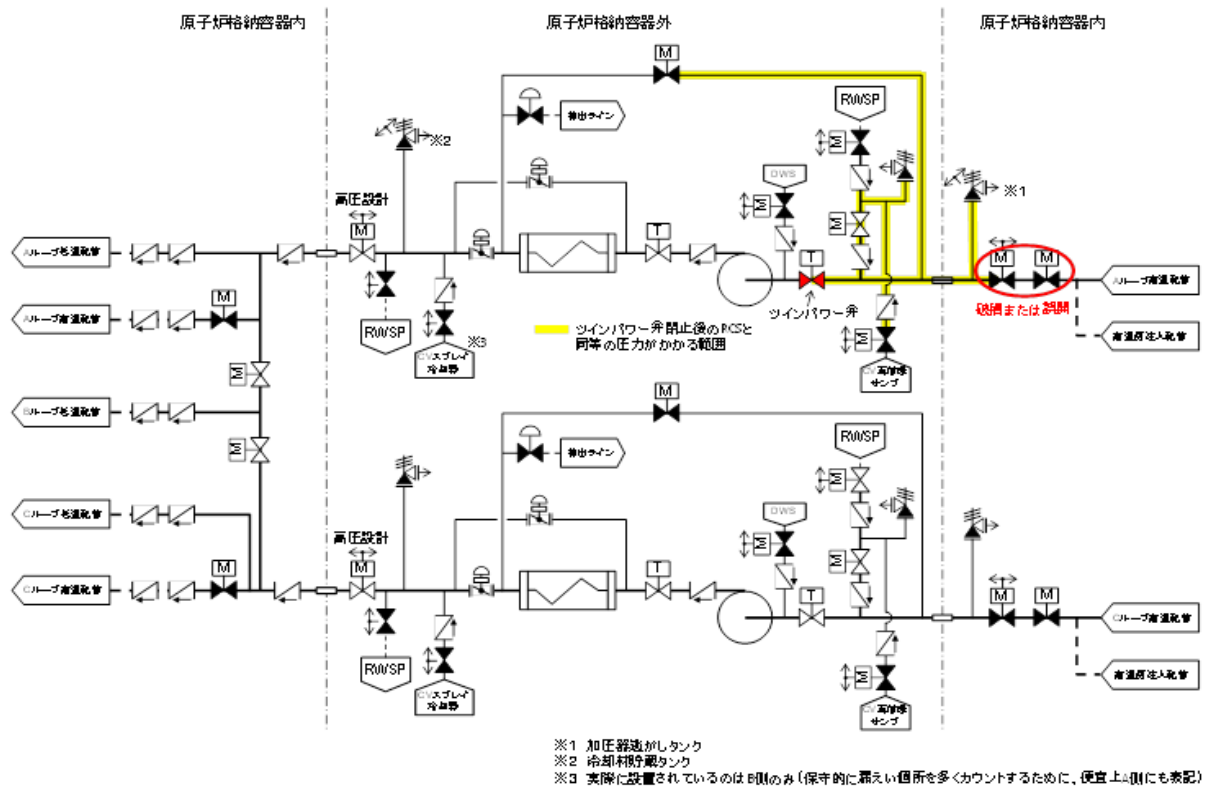 原子炉格納容器内
原子炉格納容器外
原子炉格納容器内
M
RWSP
※2
抽出ライン
M
DWS
M
※1
高圧設計
M
T
M
M
M
Aループ低温配管
T
Aループ高温配管
M
Aループ高温配管
RWSP
M
※3
CVスプレイ
冷却器
ツインパワー弁
破損または誤開
ツインパワー弁閉止後のRCSと
同等の圧力がかかる範囲
M
CV再循環
サンプ
高温側注入配管
M
Bループ低温配管
M
M
RWSP
抽出ライン
M
DWS
M
Cループ低温配管
高圧設計
M
T
M
M
M
Cループ高温配管
M
T
Cループ高温配管
RWSP
M
CVスプレイ
冷却器
M
CV再循環
サンプ
高温側注入配管
※1 加圧器逃がしタンク
※2 冷却材貯蔵タンク
※3 実際に設置されているのはB側のみ(保守的に漏えい個所を多くカウントするために、便宜上A側にも表記)